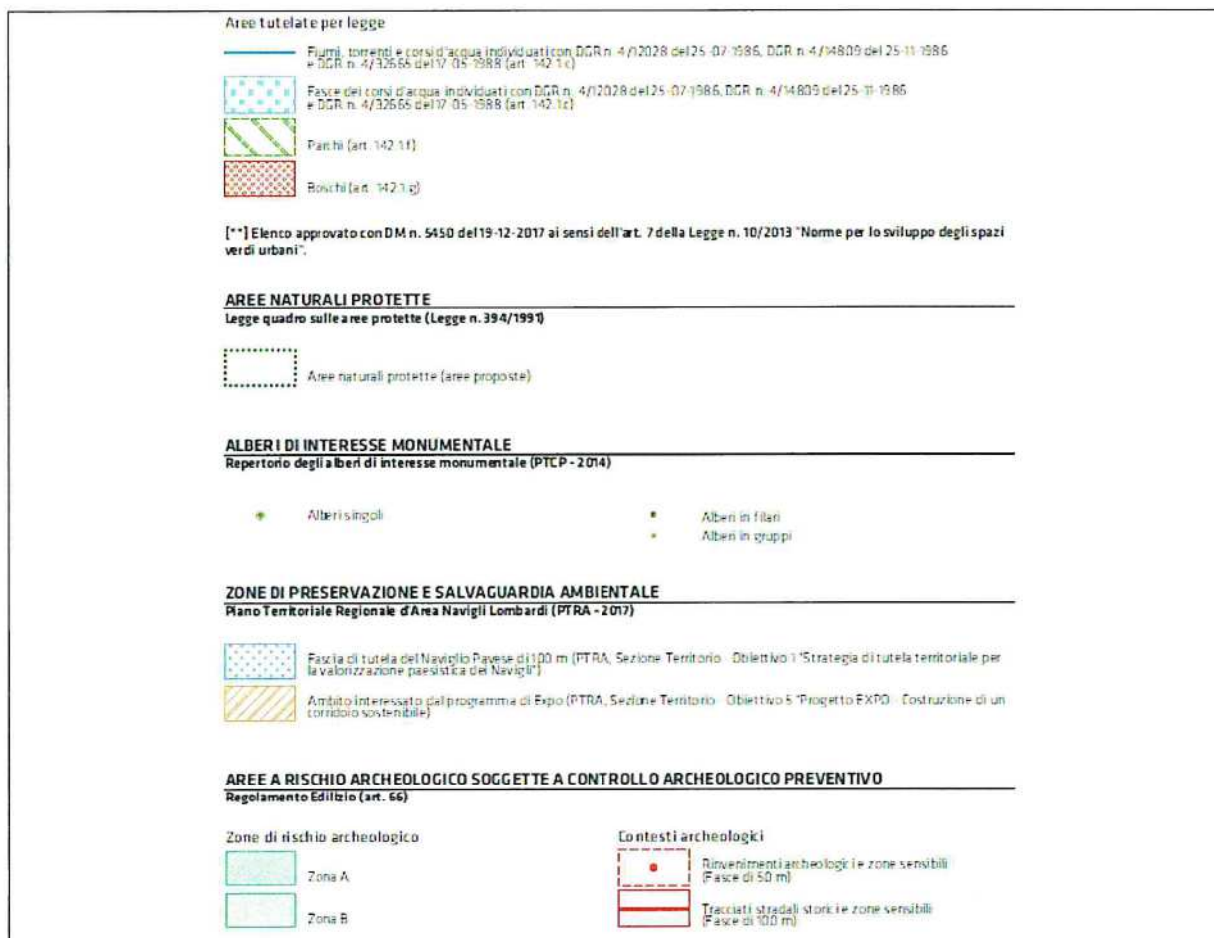 Aree tutelate per legge
Fiumi, torrenti e corsi d'acqua individuati con DGR n. 4/12028 del 25-07-1986, DGR n. 4/14809 del 25-11-1986
e DGR n. 4/32665 del 17-05-1988 (art. 142.1.c)
Fasce dei corsi d'acqua individuati con DGR n. 4/12028 del 25-07-1986, DGR n. 4/14809 del 25-11-1986
e DGR n. 4/32665 del 17-05-1988 (art. 142.1.c)
Parchi (art. 142.1.f)
Boschi (art. 142.1.g)
[**] Elenco approvato con DM n. 5450 del 19-12-2017 ai sensi dell'art. 7 della Legge n. 10/2013 "Norme per lo sviluppo degli spazi
verdi urbani".
AREE NATURALI PROTETTE
Legge quadro sulle aree protette (Legge n. 394/1991)
Aree naturali protette (aree proposte)
ALBERI DI INTERESSE MONUMENTALE
Repertorio degli alberi di interesse monumentale (PTCP - 2014)
Alberi singoli
Alberi in filari
Alberi in gruppi
ZONE DI PRESERVAZIONE E SALVAGUARDIA AMBIENTALE
Piano Territoriale Regionale d'Area Navigli Lombardi (PTRA - 2017)
Fascia di tutela del Naviglio Pavese di 100 m (PTRA, Sezione Territorio - Obiettivo 1 "Strategia di tutela territoriale per
la valorizzazione paesistica dei Navigli")
Ambito interessato dal programma di Expo (PTRA, Sezione Territorio - Obiettivo 5 "Progetto EXPO - Costruzione di un
corridoio sostenibile)
AREE A RISCHIO ARCHEOLOGICO SOGGETTE A CONTROLLO ARCHEOLOGICO PREVENTIVO
Regolamento Edilizio (art. 66)
Zone di rischio archeologico
Zona A
Zona B
Contesti archeologici
Rinvenimenti archeologici e zone sensibili
(Fasce di 50 m)
Tracciati stradali storici e zone sensibili
(Fasce di 100 m)